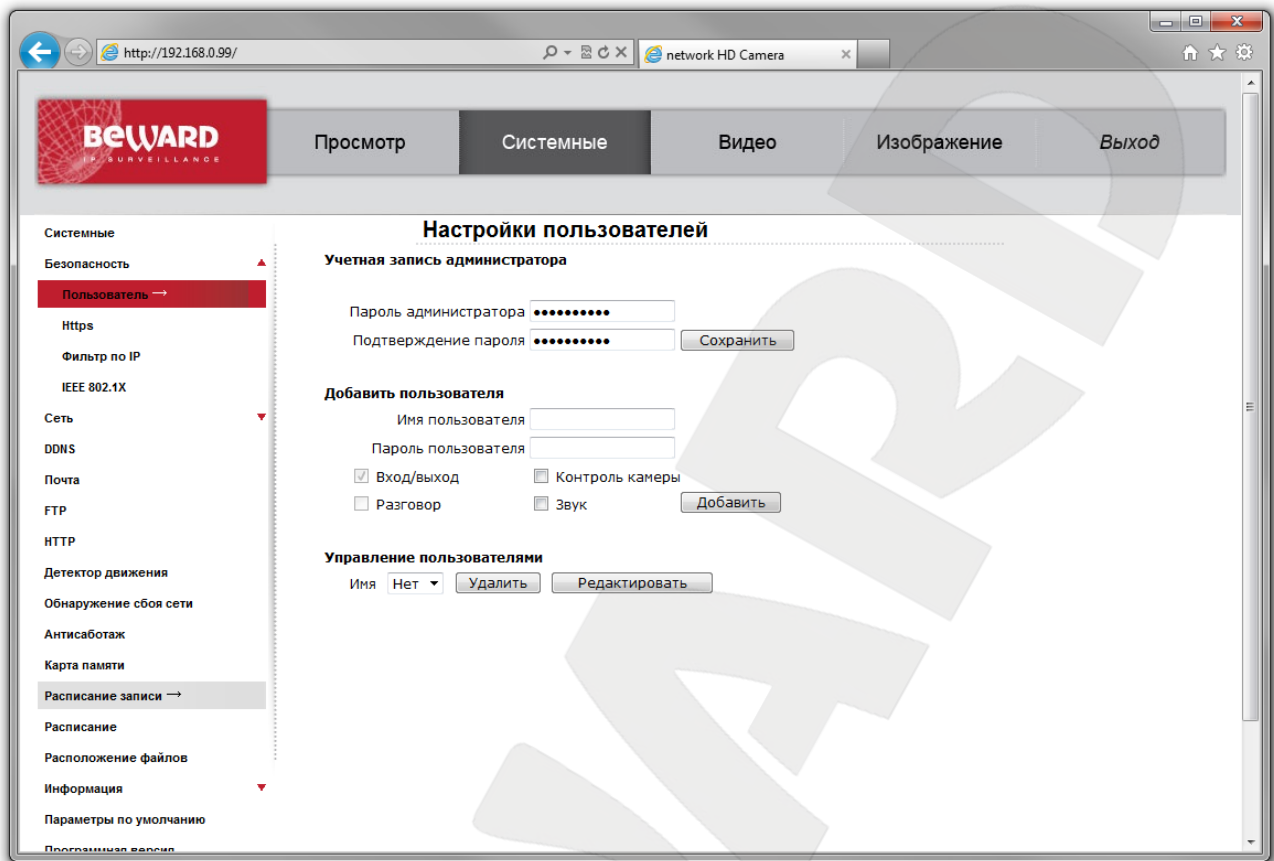 http://192.168.0.99/
network HD Camera
BEWARD
IP SURVEILLANCE
Просмотр
Системные
Видео
Изображение
Выход
Системные
Безопасность
Пользователь →
Https
Фильтр по IP
IEEE 802.1X
Сеть
DDNS
Почта
FTP
HTTP
Детектор движения
Обнаружение сбоя сети
Антисаботаж
Карта памяти
Расписание записи →
Расписание
Расположение файлов
Информация
Параметры по умолчанию
Программная версия
Настройки пользователей
Учетная запись администратора
Пароль администратора ••••••••••
Подтверждение пароля •••••••••• Сохранить
Добавить пользователя
Имя пользователя
Пароль пользователя
Вход/выход Контроль камеры
Разговор Звук Добавить
Управление пользователями
Имя Нет Удалить Редактировать